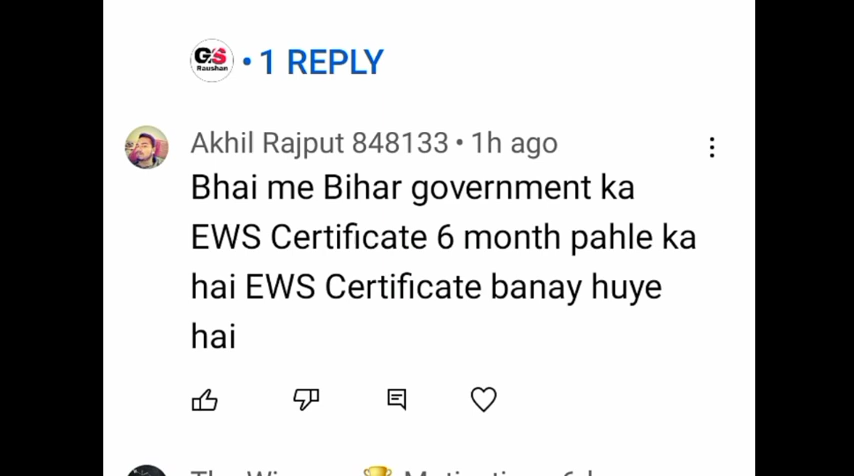 GS
Raushan
• 1 REPLY
Akhil Rajput 848133 • 1h ago
Bhai me Bihar government ka
EWS Certificate 6 month pahle ka
hai EWS Certificate banay huye
hai